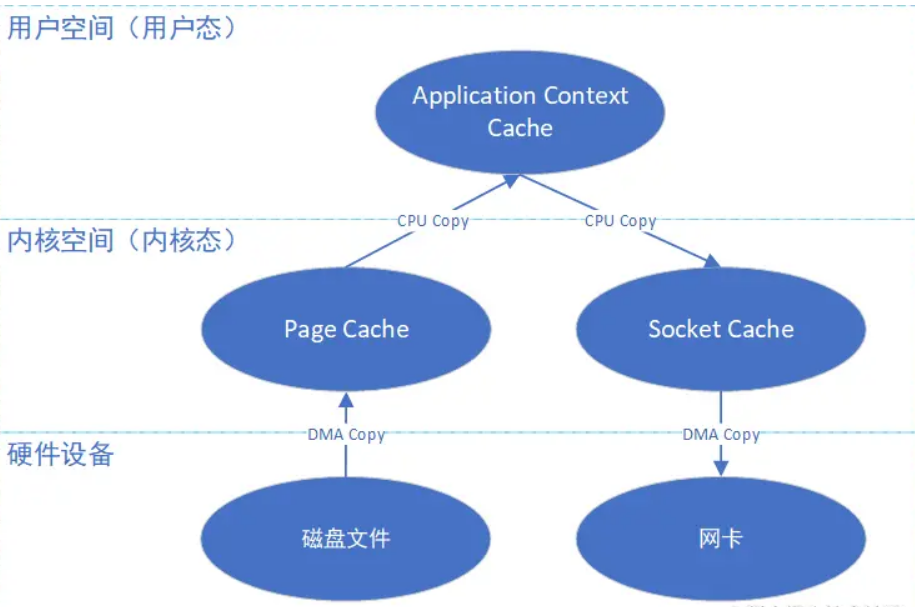 用户空间（用户态）
Application Context
Cache
CPU Copy
CPU Copy
内核空间（内核态）
Page Cache
Socket Cache
DMA Copy
DMA Copy
硬件设备
磁盘文件
网卡